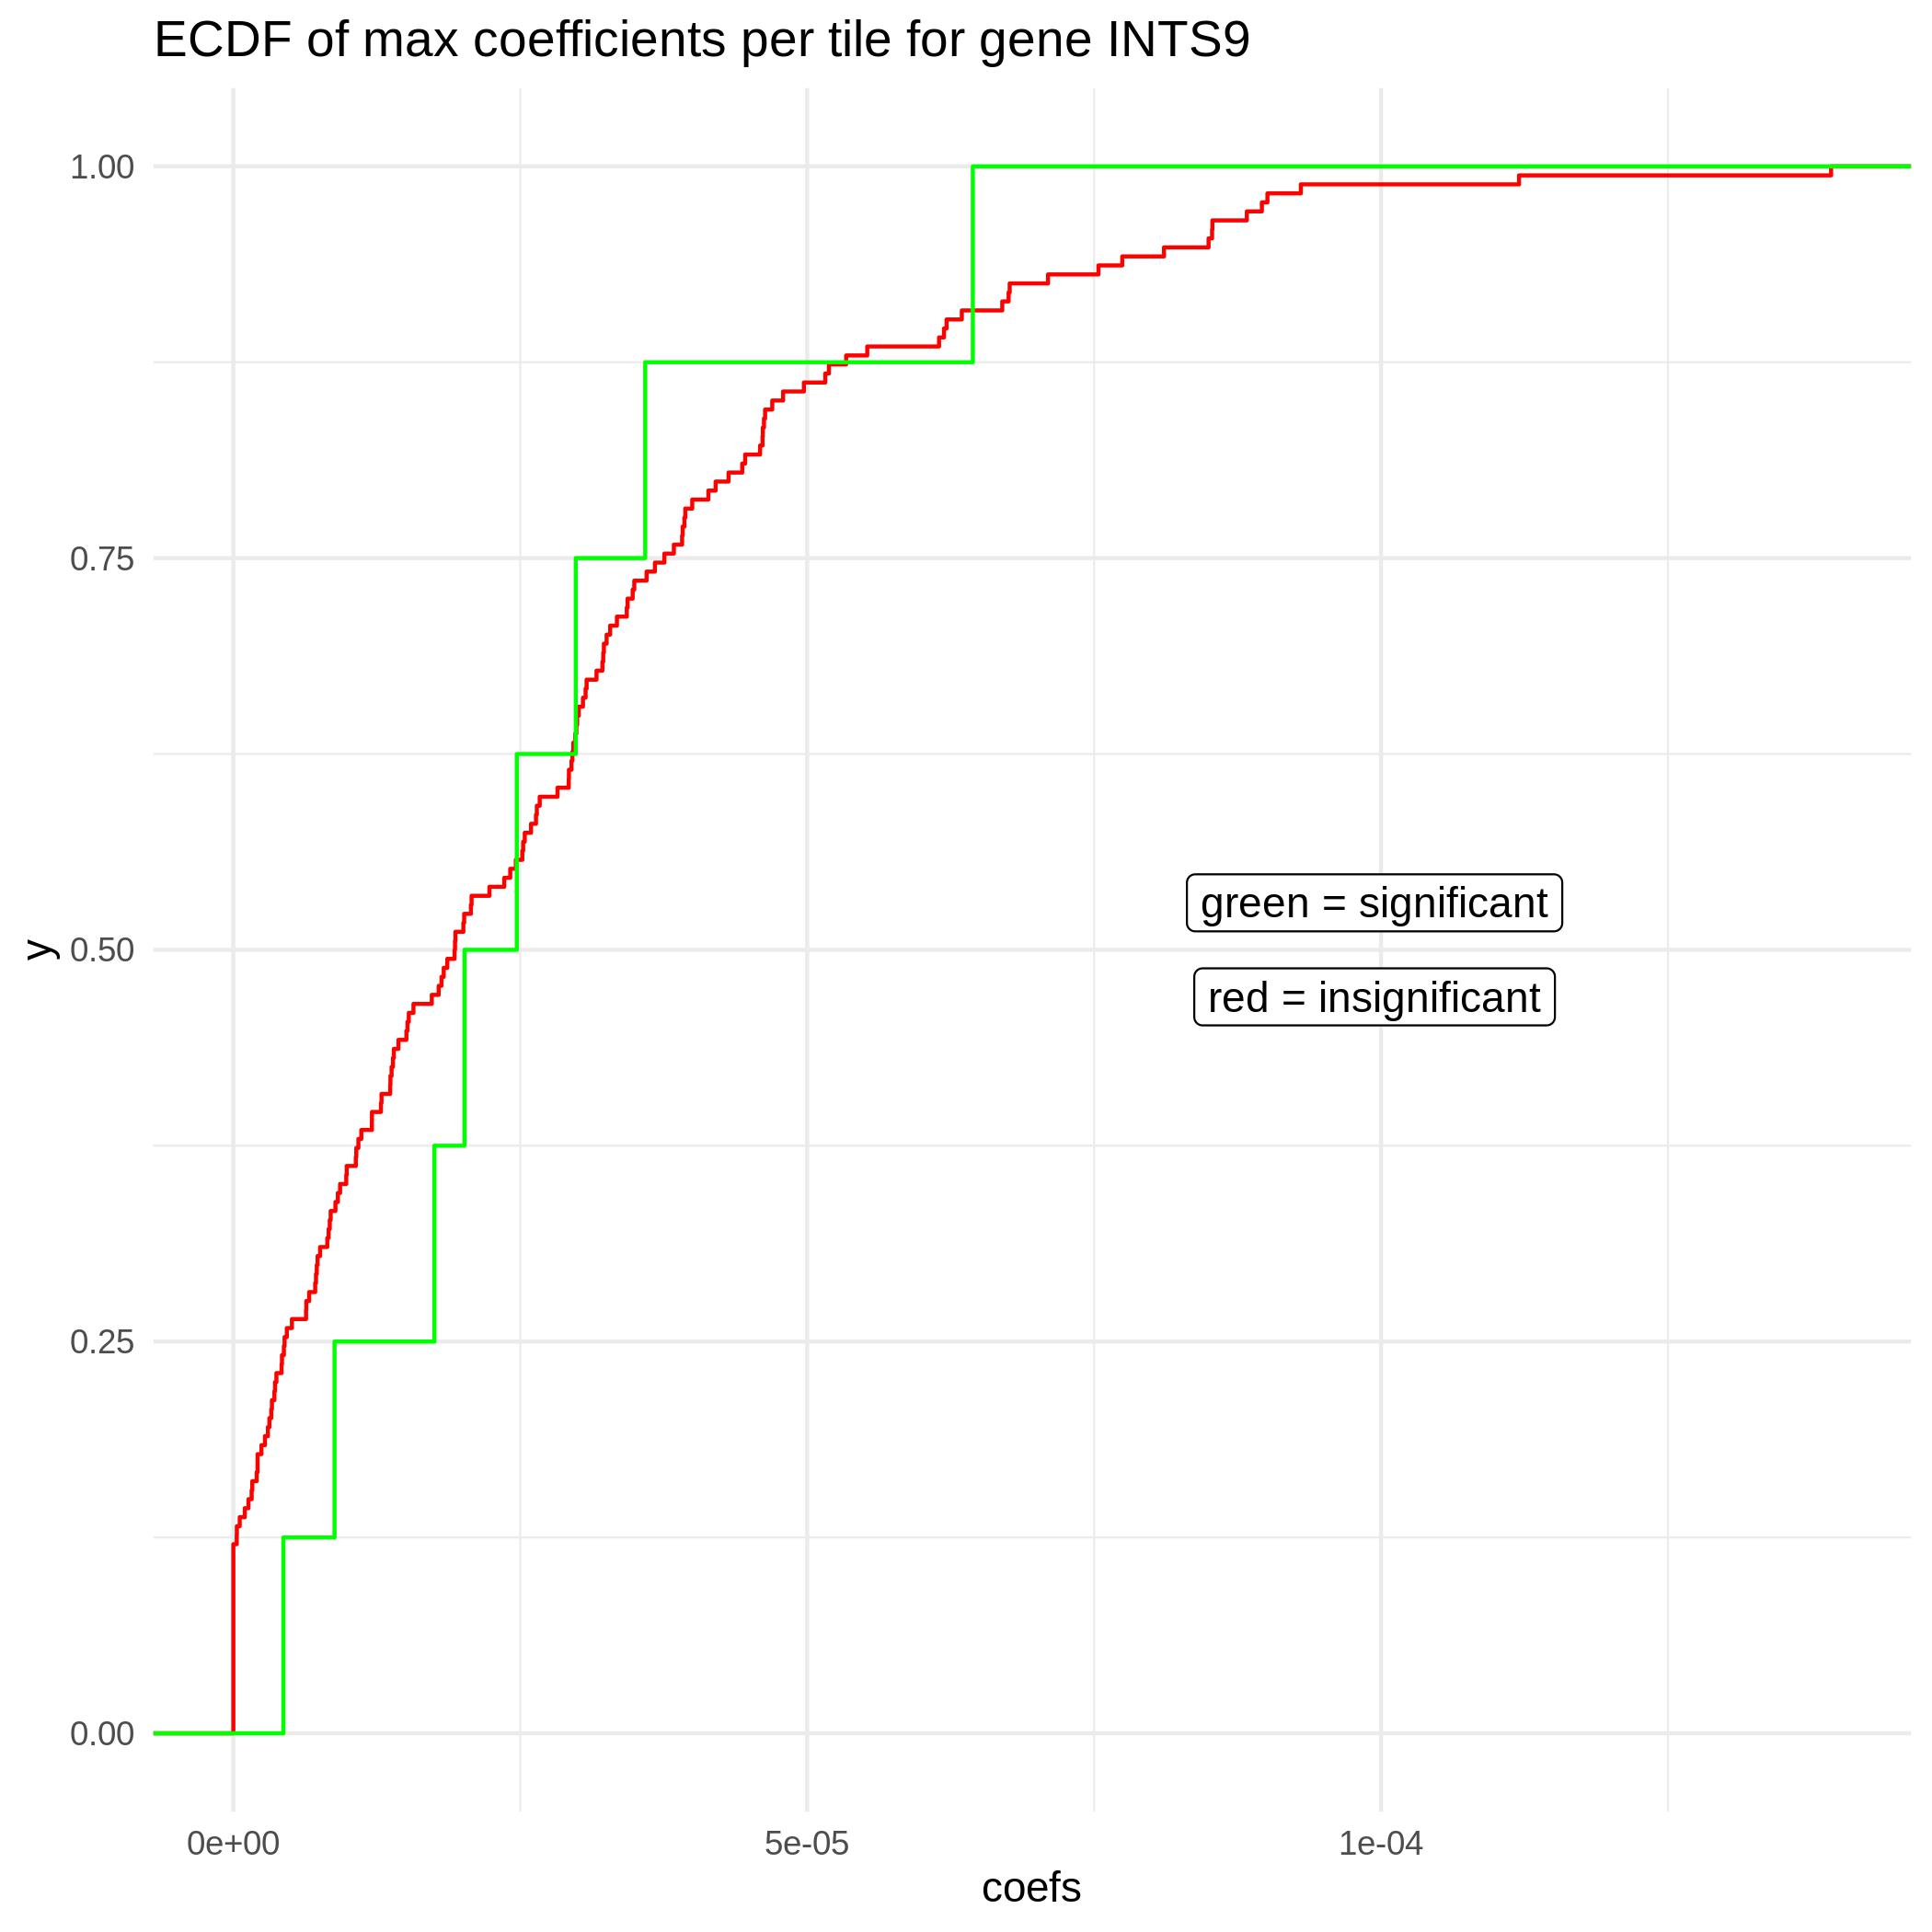 ECDF of max coefficients per tile for gene INTS9
1.00
0.75
0.50
0.25
0.00
y
green = significant
red = insignificant
0e+00
5e-05
1e-04
coefs